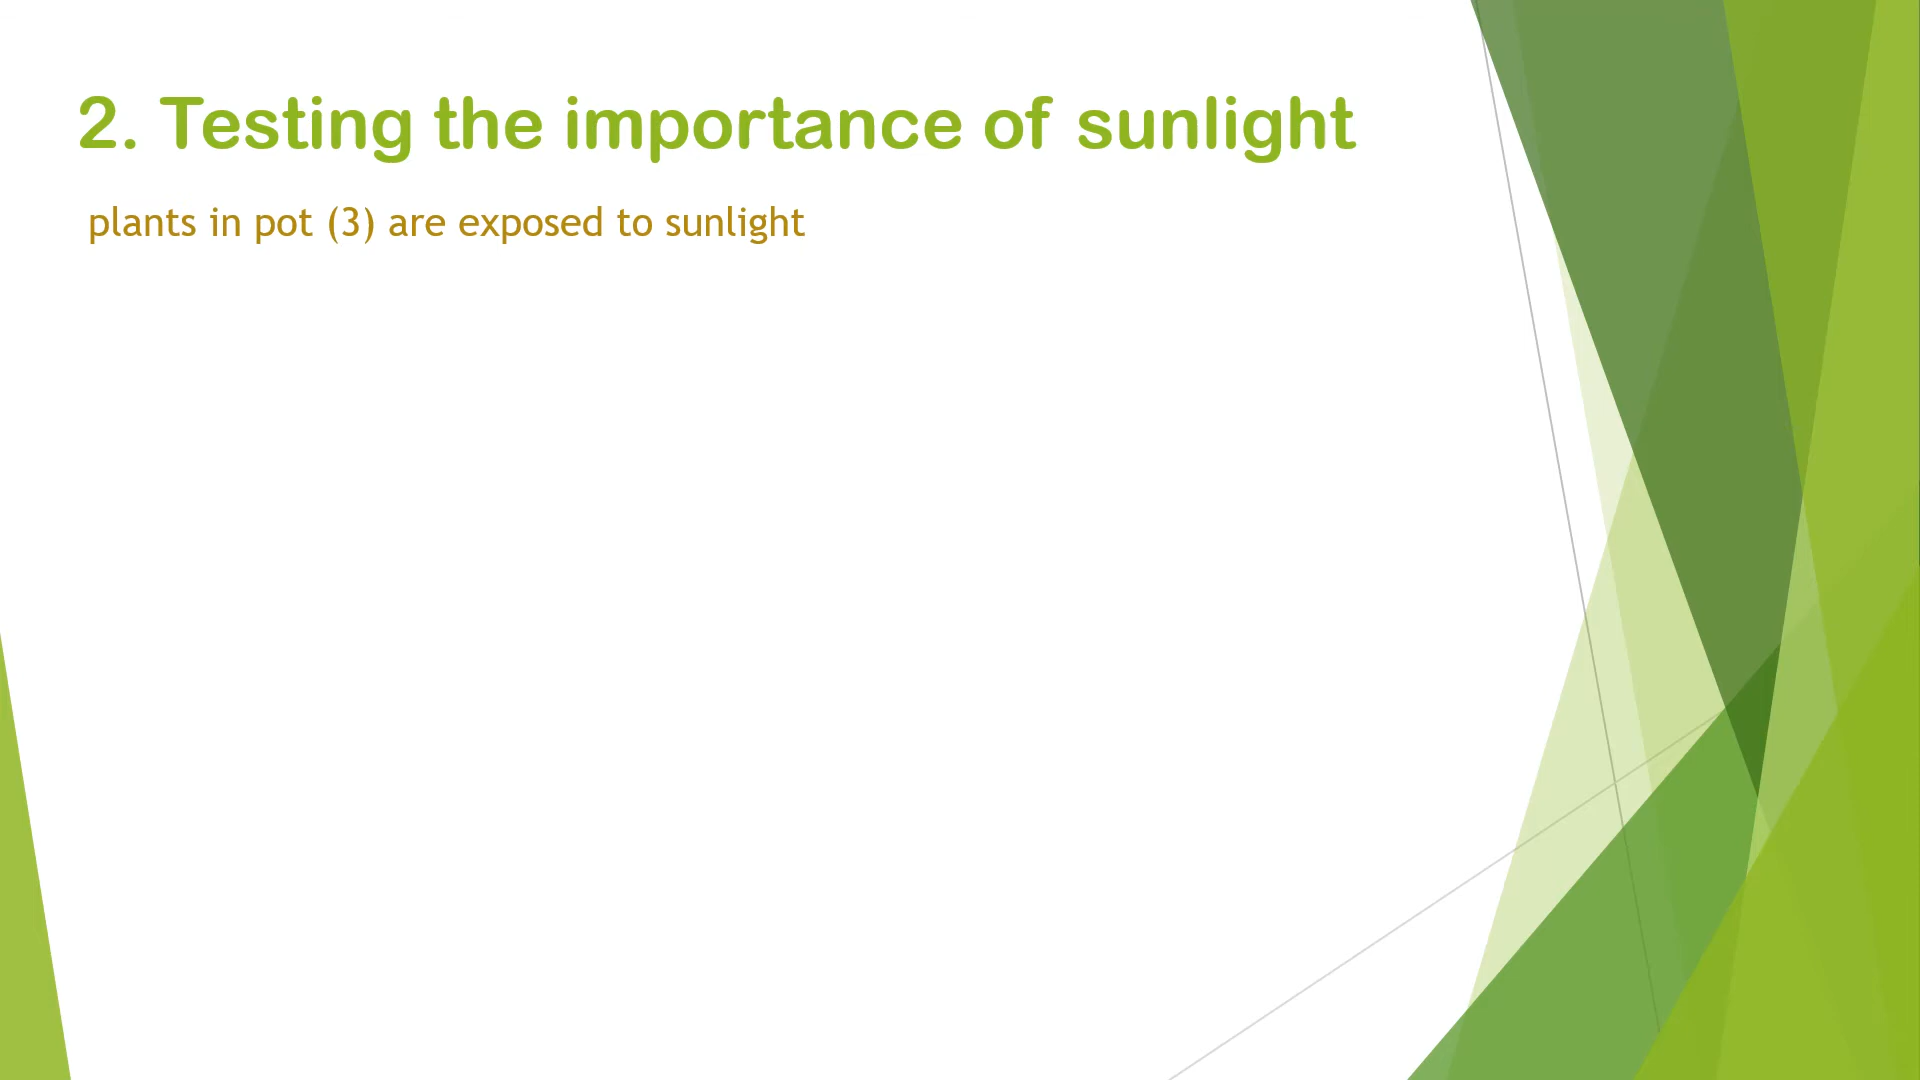 2. Testing the importance of sunlight
plants in pot (3) are exposed to sunlight